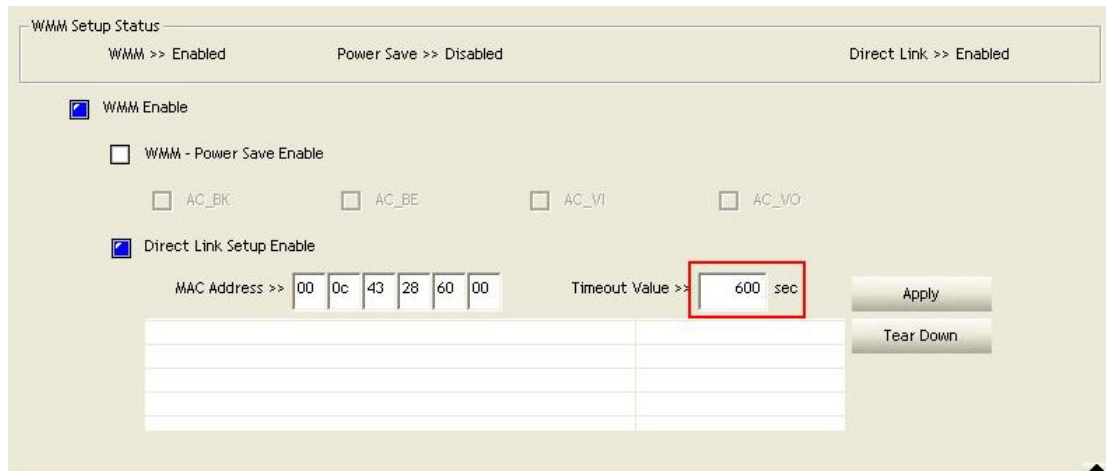 WMM Setup Status
WMM >> Enabled Power Save >> Disabled Direct Link >> Enabled
WMM Enable
WMM - Power Save Enable
AC_BK AC_BE AC_VI AC_VO
Direct Link Setup Enable
MAC Address >> 00 0c 43 28 60 00 Timeout Value >> 600 sec Apply
Tear Down